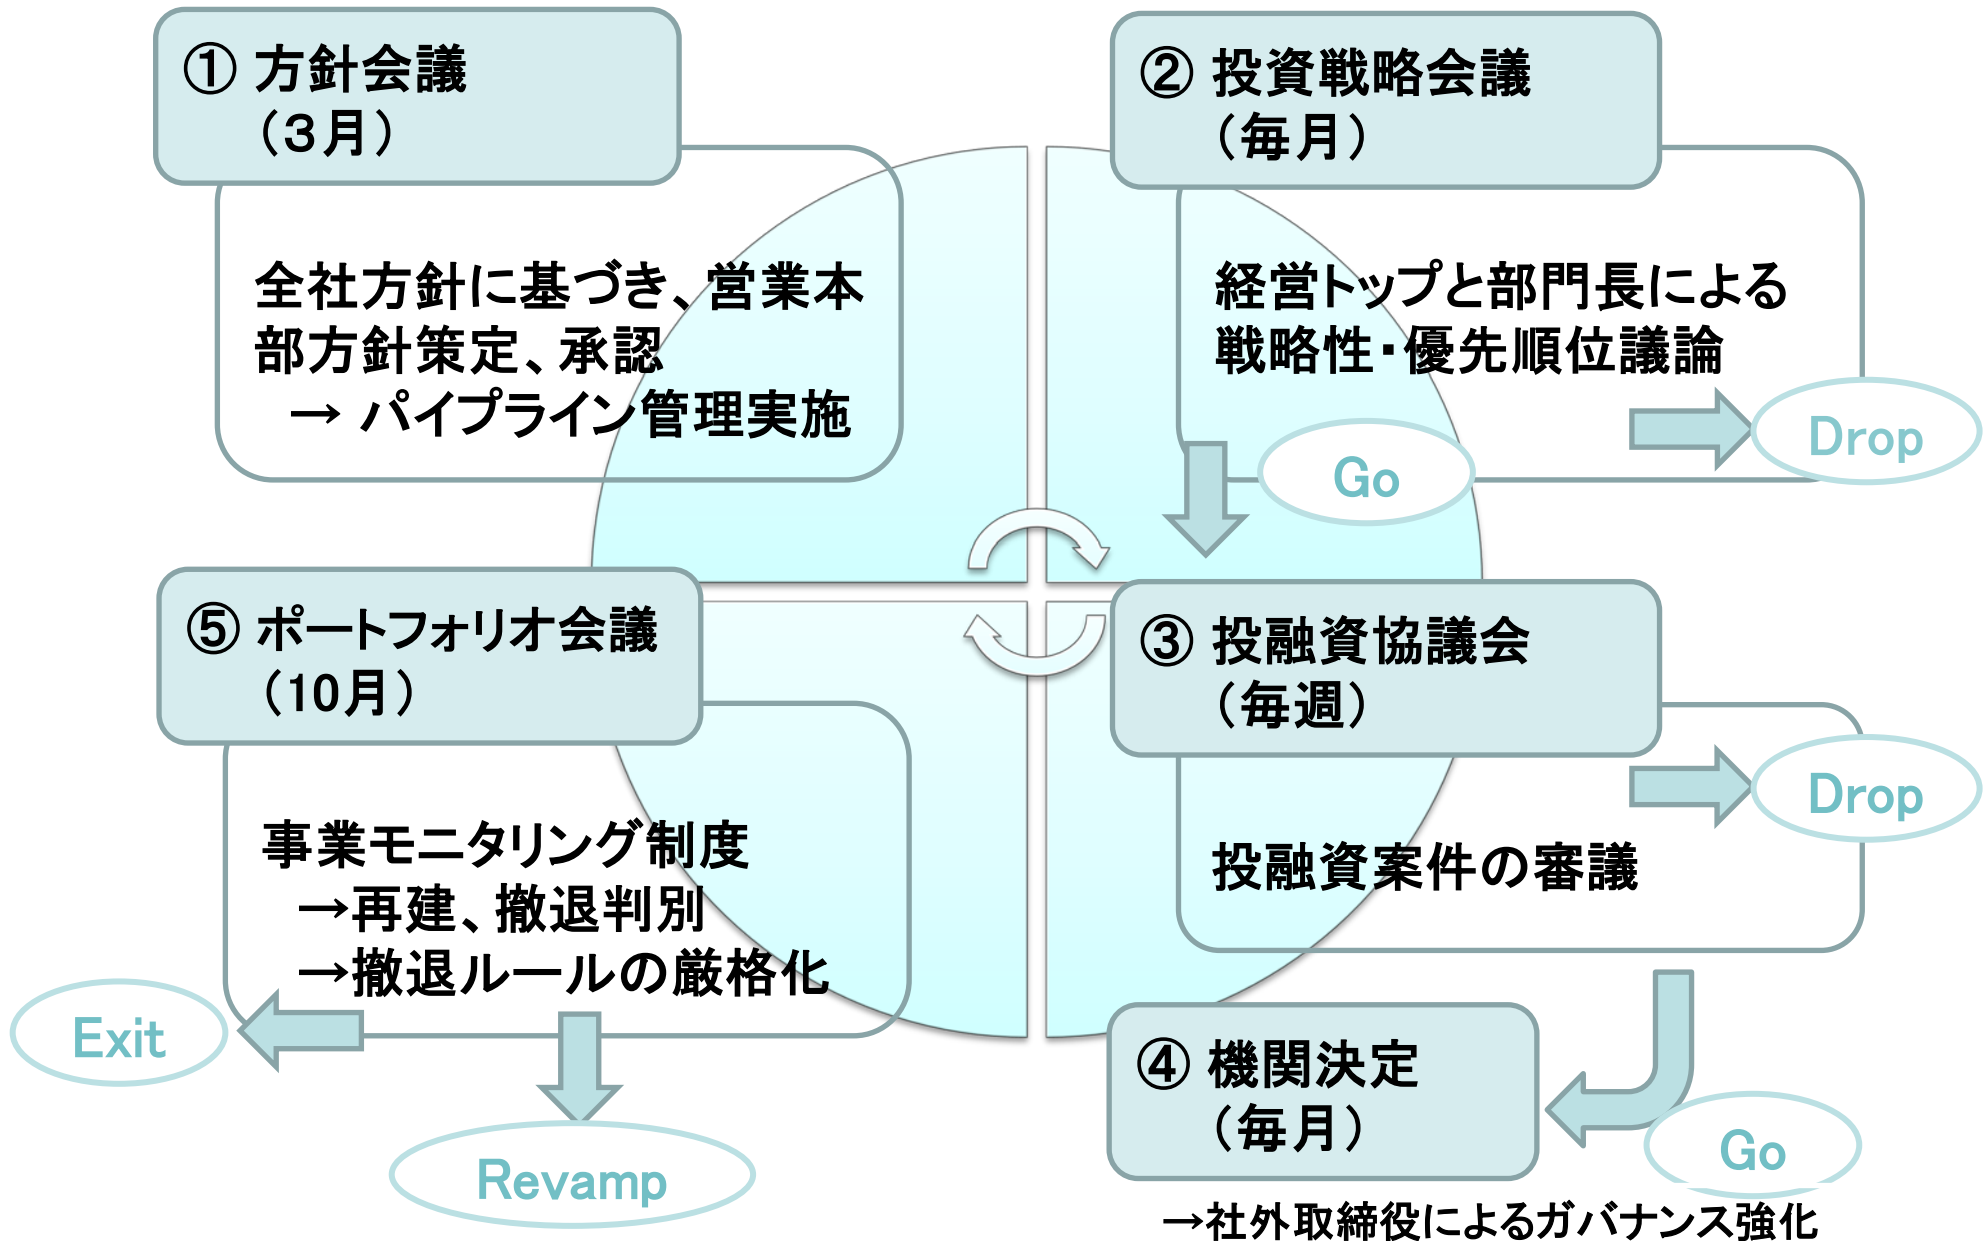 ① 方針会議
（３月）
全社方針に基づき、営業本
部方針策定、承認
→ パイプライン管理実施
② 投資戦略会議
（毎月）
経営トップと部門長による
戦略性・優先順位議論
Drop
Go
③ 投融資協議会
（毎週）
Drop
投融資案件の審議
Go
④ 機関決定
（毎月）
→社外取締役によるガバナンス強化
⑤ ポートフォリオ会議
（10月）
事業モニタリング制度
→再建、撤退判別
→撤退ルールの厳格化
Exit
Revamp